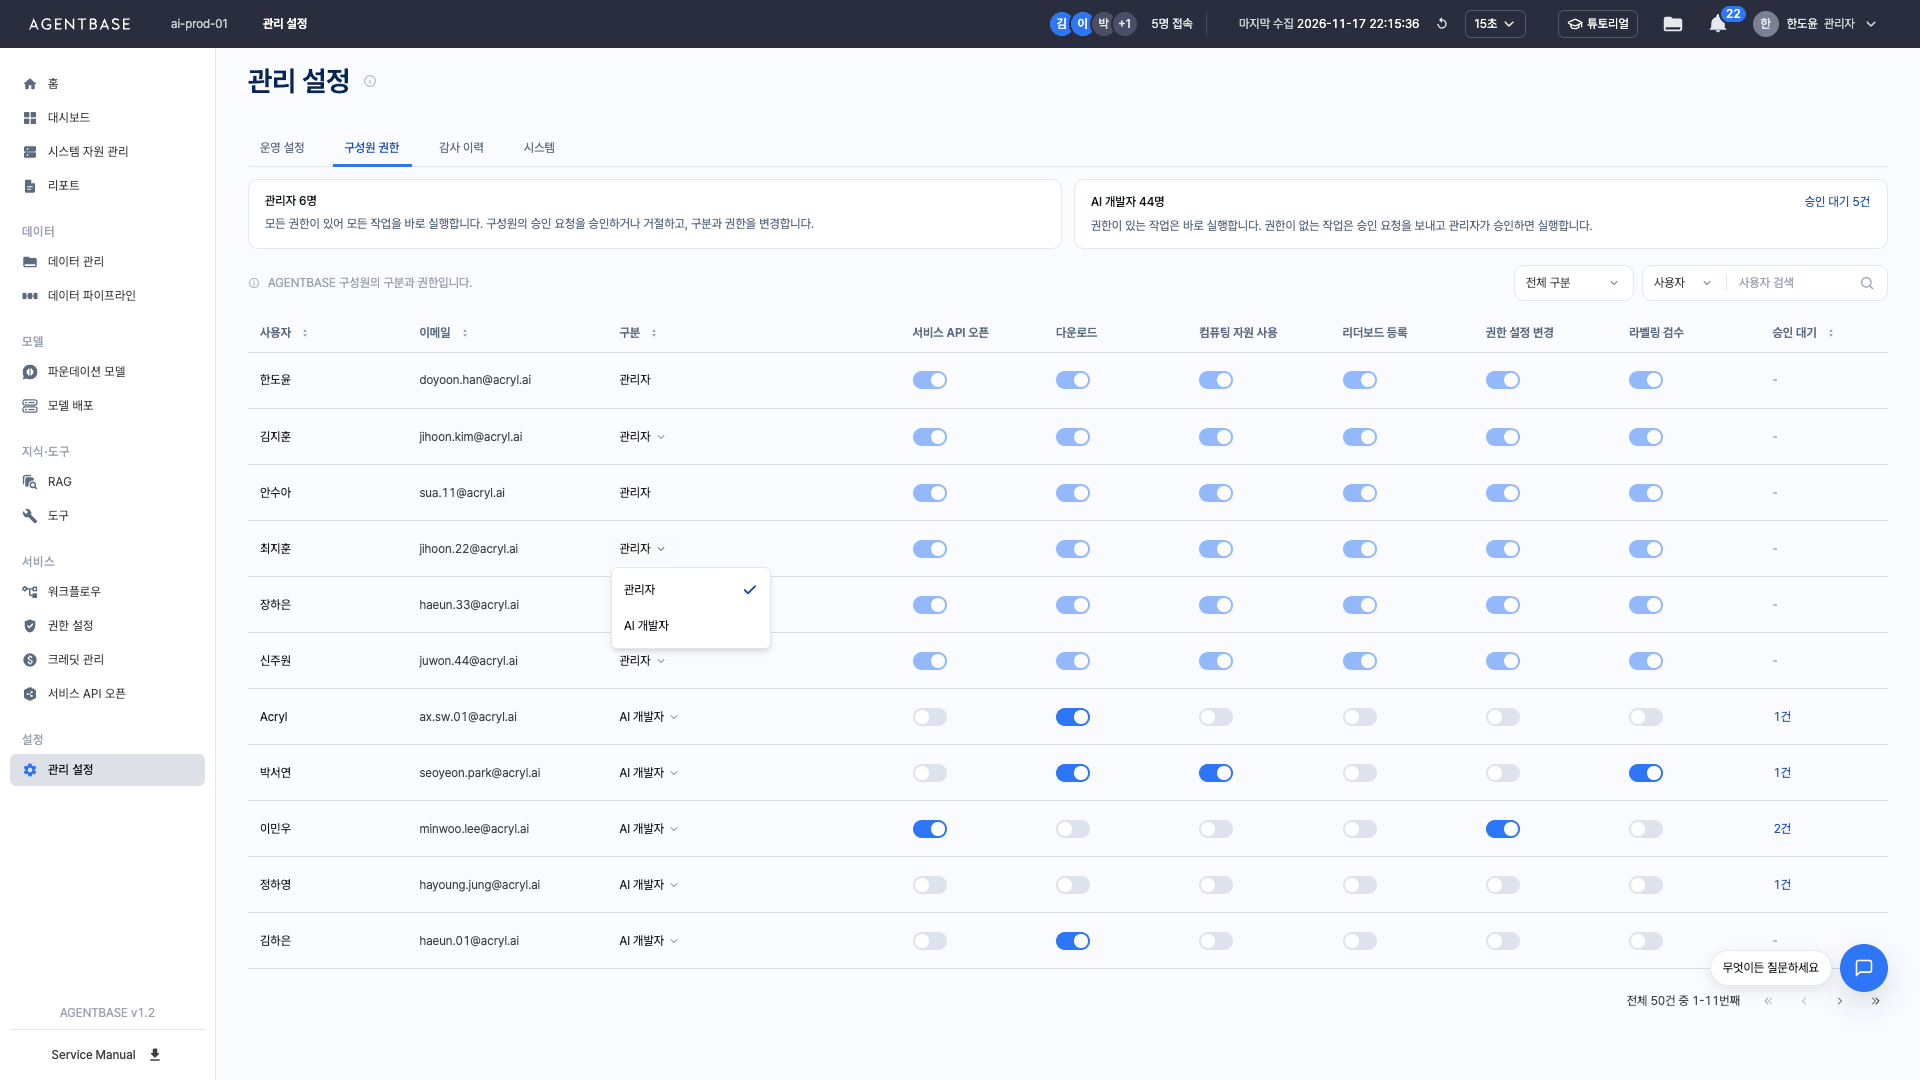 AGENTBASE
ai-prod-01
관리 설정
김 이 박 +1 5명 접속
마지막 수집 2026-11-17 22:15:36
15초
튜토리얼
22
한 한도윤 관리자
홈
대시보드
시스템 자원 관리
리포트
데이터
데이터 관리
데이터 파이프라인
모델
파운데이션 모델
모델 배포
지식·도구
RAG
도구
서비스
워크플로우
권한 설정
크레딧 관리
서비스 API 오픈
설정
관리 설정
AGENTBASE v1.2
Service Manual
관리 설정
운영 설정 구성원 권한 감사 이력 시스템
관리자 6명
모든 권한이 있어 모든 작업을 바로 실행합니다. 구성원의 승인 요청을 승인하거나 거절하고, 구분과 권한을 변경합니다.
AI 개발자 44명 승인 대기 5건
권한이 있는 작업은 바로 실행합니다. 권한이 없는 작업은 승인 요청을 보내고 관리자가 승인하면 실행합니다.
AGENTBASE 구성원의 구분과 권한입니다.
전체 구분 사용자 사용자 검색
사용자 이메일 구분 서비스 API 오픈 다운로드 컴퓨팅 자원 사용 리더보드 등록 권한 설정 변경 라벨링 검수 승인 대기
한도윤 doyoon.han@acryl.ai 관리자 -
김지훈 jihoon.kim@acryl.ai 관리자 -
안수아 sua.11@acryl.ai 관리자 -
최지훈 jihoon.22@acryl.ai 관리자 -
관리자
AI 개발자
장하은 haeun.33@acryl.ai -
신주원 juwon.44@acryl.ai 관리자 -
Acryl ax.sw.01@acryl.ai AI 개발자 1건
박서연 seoyeon.park@acryl.ai AI 개발자 1건
이민우 minwoo.lee@acryl.ai AI 개발자 2건
정하영 hayoung.jung@acryl.ai AI 개발자 1건
김하은 haeun.01@acryl.ai AI 개발자 -
무엇이든 질문하세요
전체 50건 중 1-11번째